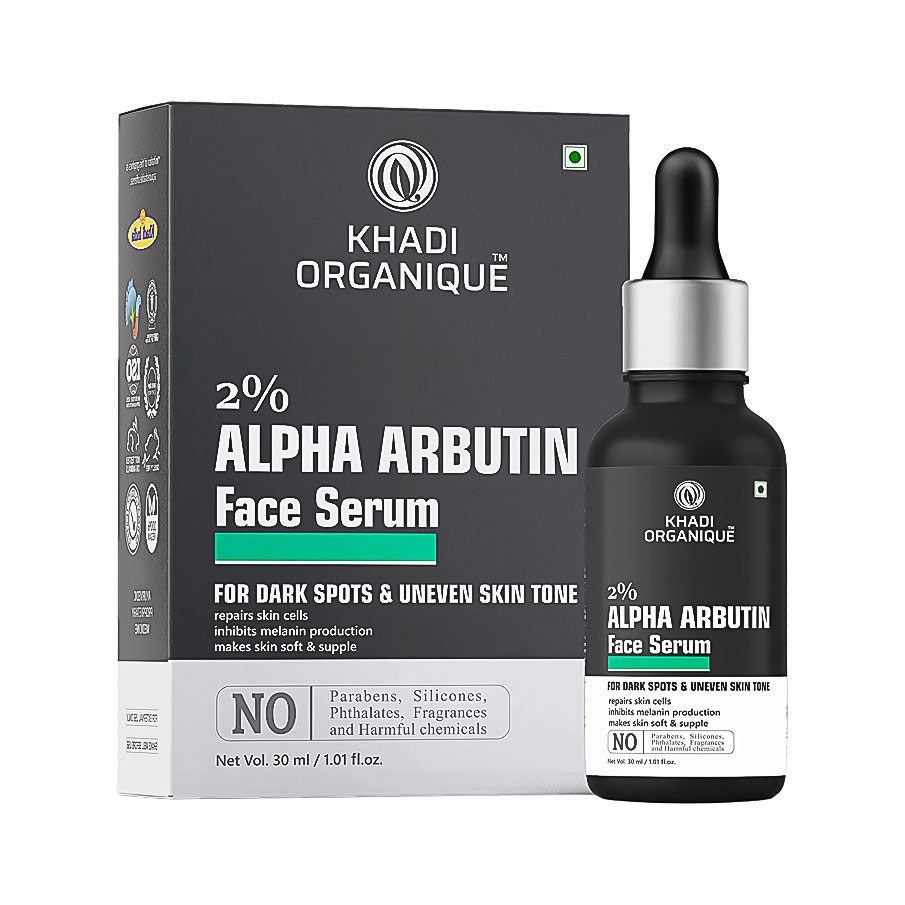 KHADI
ORGANIQUE™
2%
ALPHA ARBUTIN
Face Serum
FOR DARK SPOTS & UNEVEN SKIN TONE
repairs skin cells
inhibits melanin production
makes skin soft & supple
NO
Parabens, Silicones,
Phthalates, Fragrances
and Harmful chemicals
Net Vol. 30 ml / 1.01 fl.oz.
KHADI
ORGANIQUE™
2%
ALPHA ARBUTIN
Face Serum
FOR DARK SPOTS & UNEVEN SKIN TONE
repairs skin cells
inhibits melanin production
makes skin soft & supple
NO
Parabens, Silicones,
Phthalates, Fragrances
and Harmful chemicals
Net Vol. 30 ml / 1.01 fl.oz.